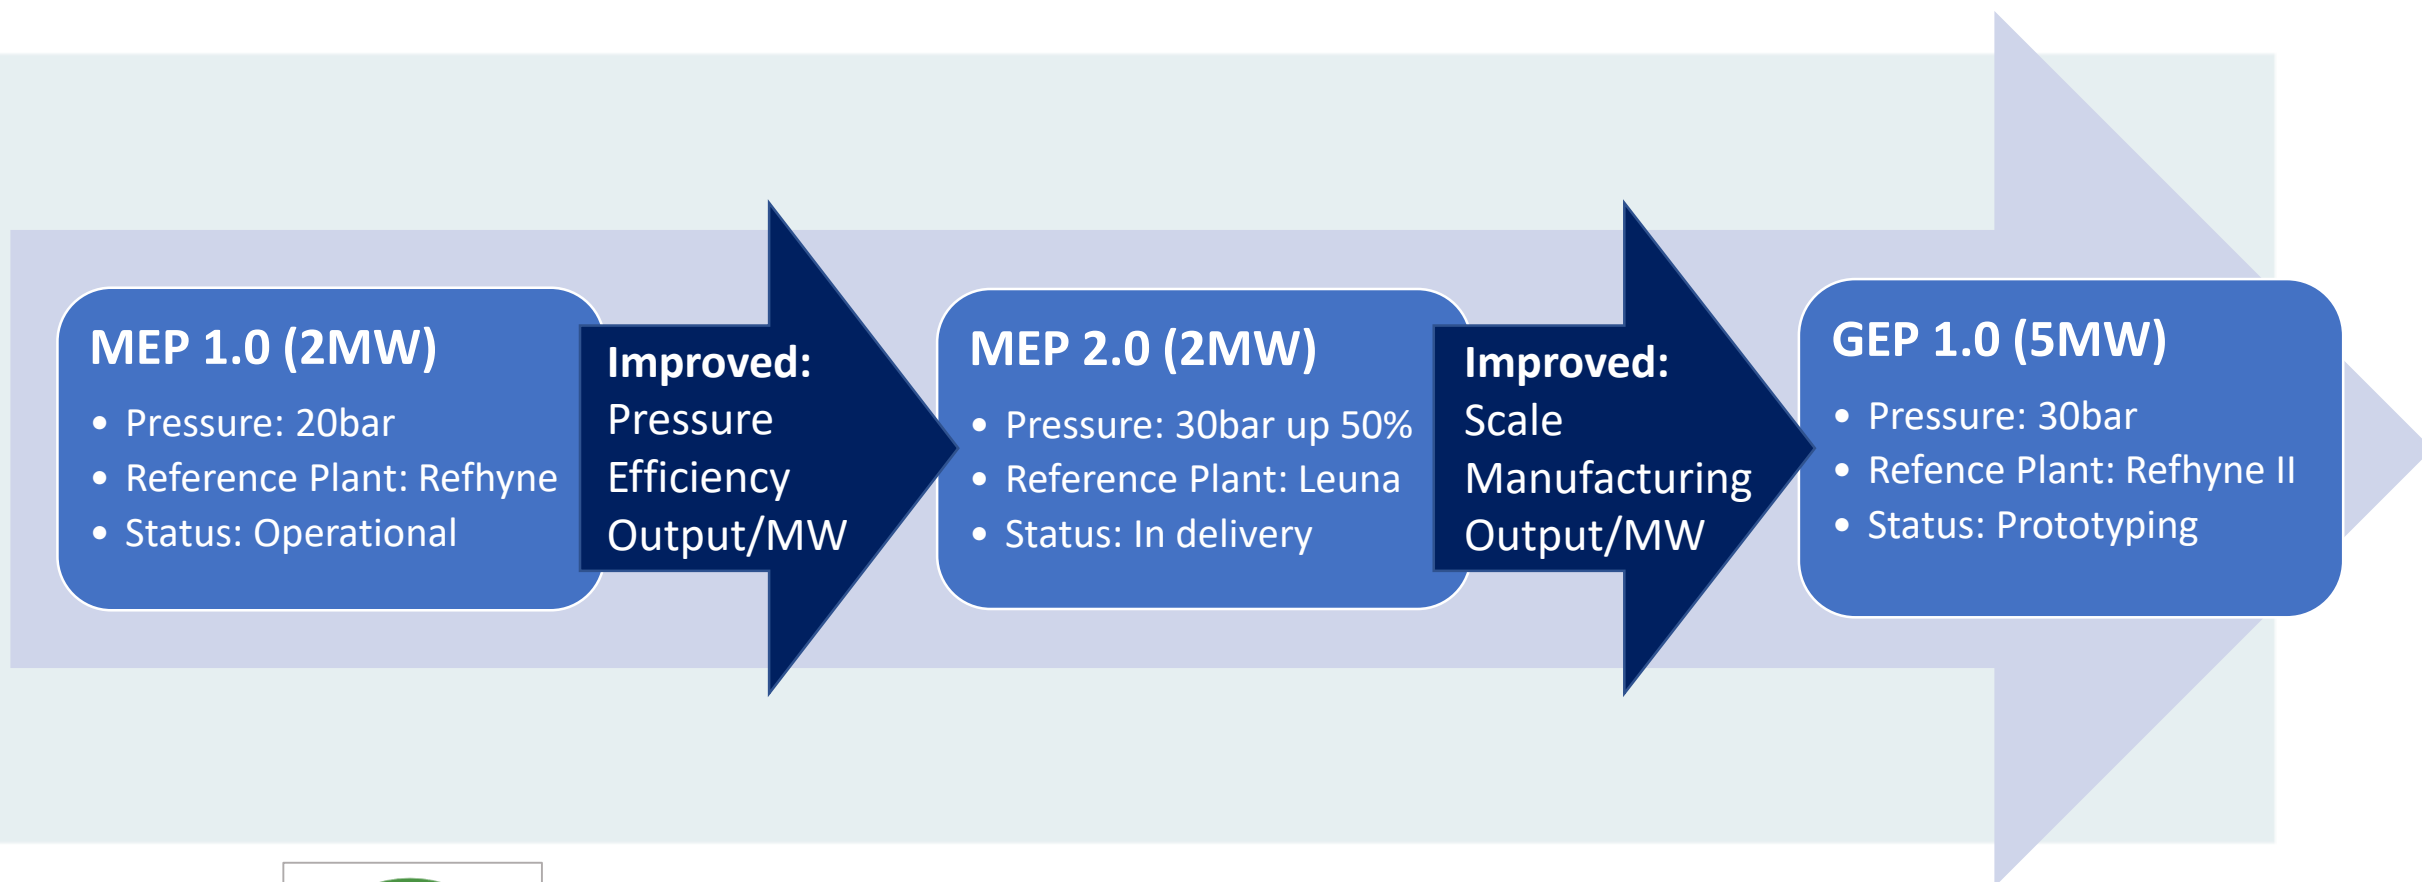 MEP 1.0 (2MW)
• Pressure: 20bar
• Reference Plant: Refhyne
• Status: Operational
Improved:
Pressure
Efficiency
Output/MW
MEP 2.0 (2MW)
• Pressure: 30bar up 50%
• Reference Plant: Leuna
• Status: In delivery
Improved:
Scale
Manufacturing
Output/MW
GEP 1.0 (5MW)
• Pressure: 30bar
• Refence Plant: Refhyne II
• Status: Prototyping